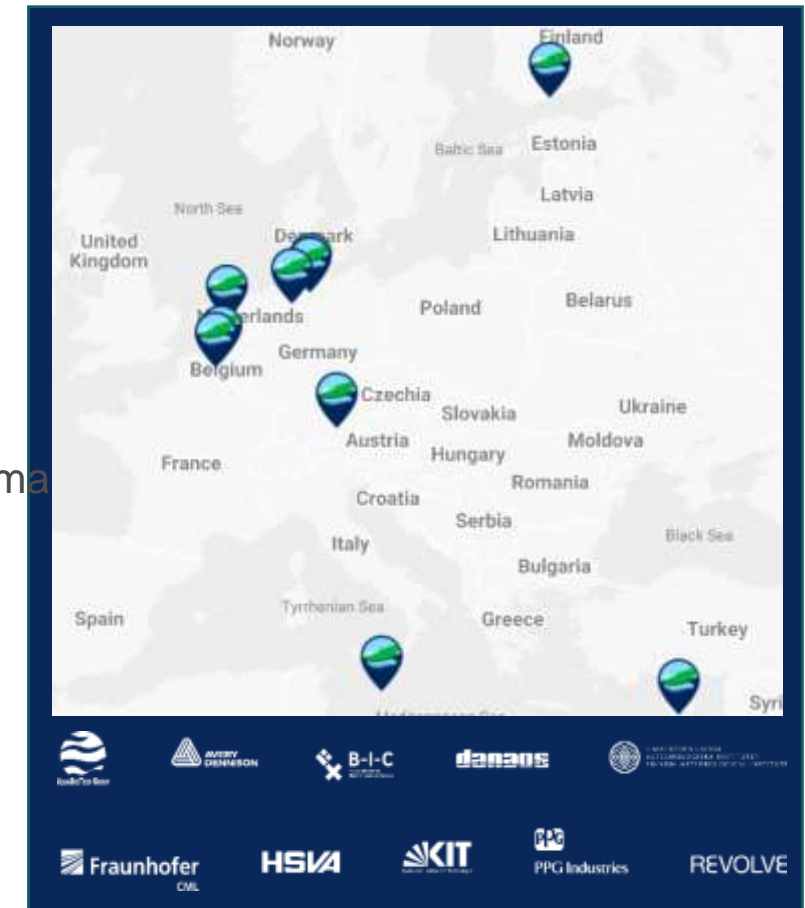 Norway
Finland
Baltic Sea
Estonia
Latvia
North Sea
Lithuania
United
Kingdom
Denmark
Belarus
Poland
Netherlands
Germany
Belgium
Czechia
Slovakia
Ukraine
Austria
Moldova
Hungary
France
ma
Romania
Croatia
Serbia
Italy
Black Sea
Bulgaria
Tyrrhenian Sea
Spain
Greece
Turkey
Syri
AVERY
DENNISON
B-I-C
danaos
Fraunhofer
CML
HSVA
KIT
PPG
PPG Industries
REVOLVE